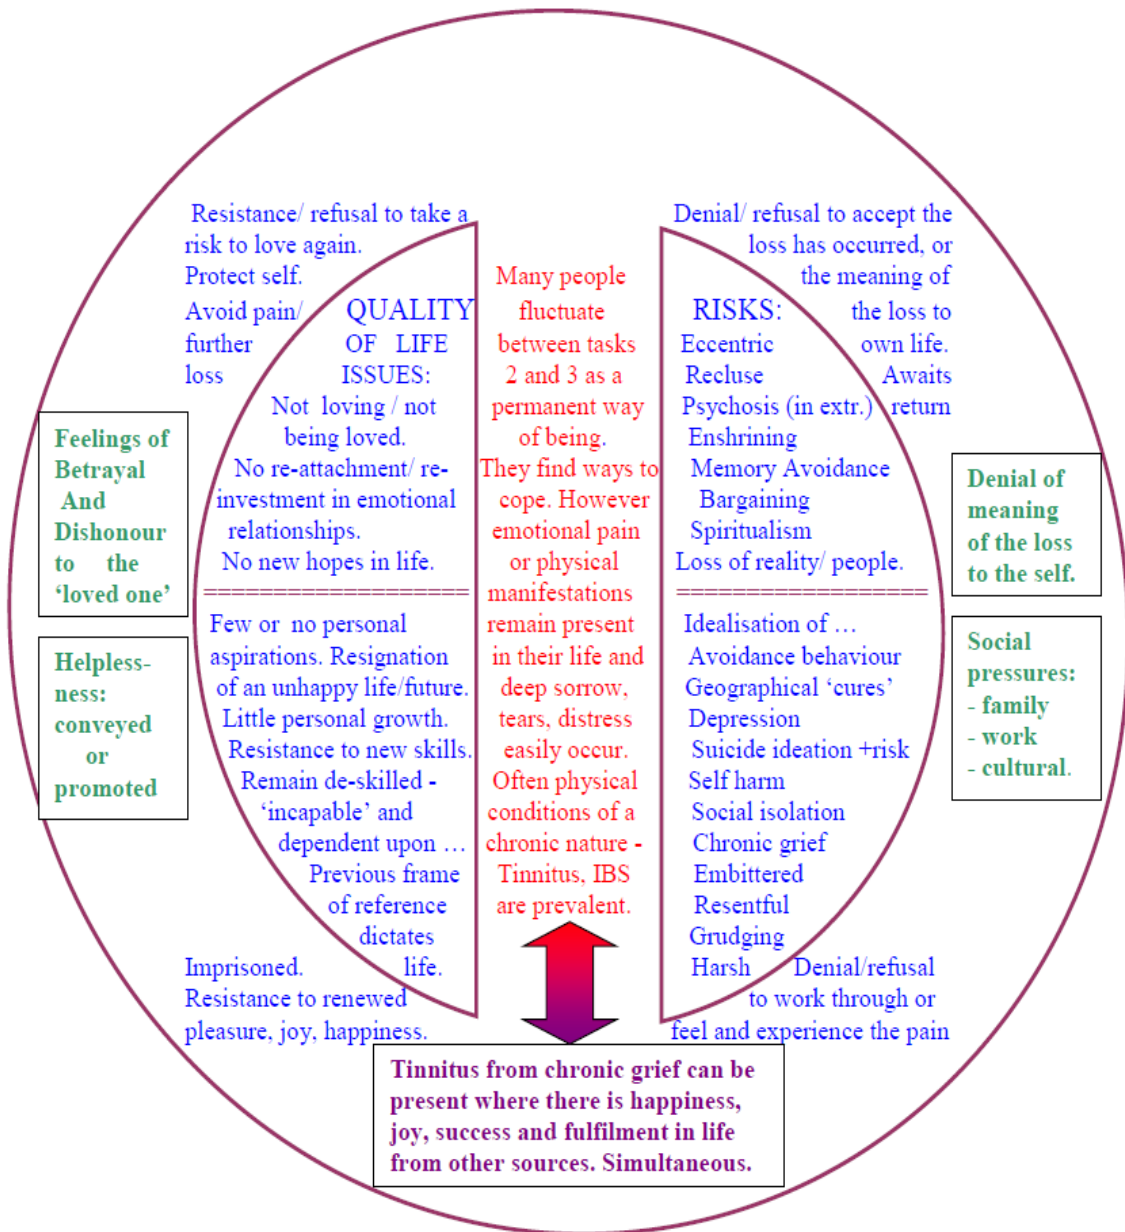 Resistance/ refusal to take a
risk to love again.
Protect self.
Avoid pain/
further
loss
QUALITY
OF LIFE
ISSUES:
Not loving / not
being loved.
No re-attachment/ re-
investment in emotional
relationships.
No new hopes in life.
====================
Few or no personal
aspirations. Resignation
of an unhappy life/future.
Little personal growth.
Resistance to new skills.
Remain de-skilled -
‘incapable’ and
dependent upon …
Previous frame
of reference
dictates
life.
Imprisoned.
Resistance to renewed
pleasure, joy, happiness.
Feelings of
Betrayal
And
Dishonour
to the
‘loved one’
Helpless-
ness:
conveyed
or
promoted
Many people
fluctuate
between tasks
2 and 3 as a
permanent way
of being.
They find ways to
cope. However
emotional pain
or physical
manifestations
remain present
in their life and
deep sorrow,
tears, distress
easily occur.
Often physical
conditions of a
chronic nature -
Tinnitus, IBS
are prevalent.
Denial/ refusal to accept the
loss has occurred, or
the meaning of
the loss to
own life.
Awaits
return
RISKS:
Eccentric
Recluse
Psychosis (in extr.)
Enshrining
Memory Avoidance
Bargaining
Spiritualism
Loss of reality/ people.
===================
Idealisation of …
Avoidance behaviour
Geographical ‘cures’
Depression
Suicide ideation +risk
Self harm
Social isolation
Chronic grief
Embittered
Resentful
Grudging
Harsh
Denial/refusal
to work through or
feel and experience the pain
Denial of
meaning
of the loss
to the self.
Social
pressures:
- family
- work
- cultural.
Tinnitus from chronic grief can be
present where there is happiness,
joy, success and fulfilment in life
from other sources. Simultaneous.